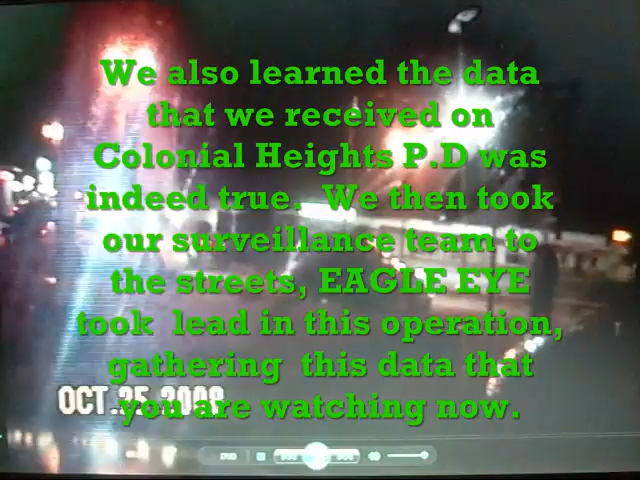 We also learned the data
that we received on
Colonial Heights P.D was
indeed true. We then took
our surveillance team to
the streets, EAGLE EYE
took lead in this operation,
gathering this data that
you are watching now.
OCT. 25. 2008